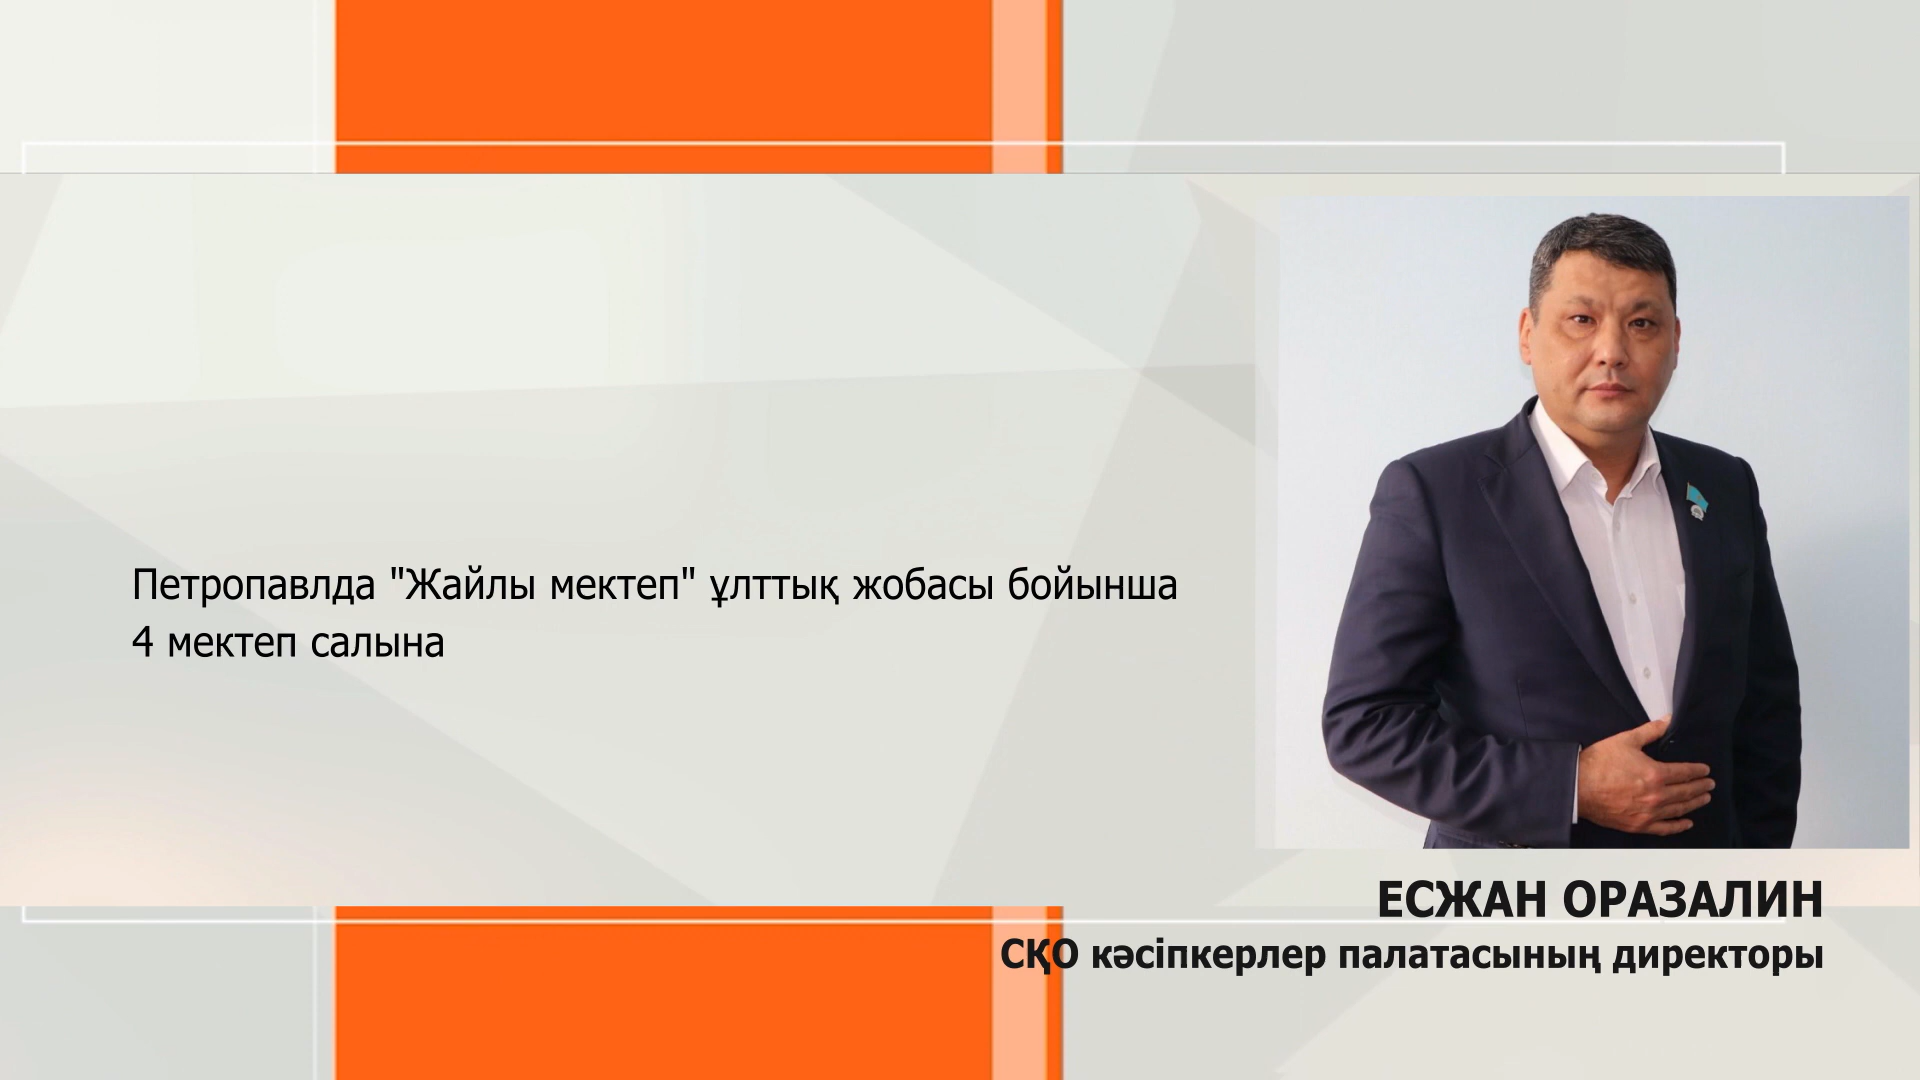 Петропавлда "Жайлы мектеп" ұлттық жобасы бойынша
4 мектеп салына
ЕСЖАН ОРАЗАЛИН
СҚО кәсіпкерлер палатасының директоры